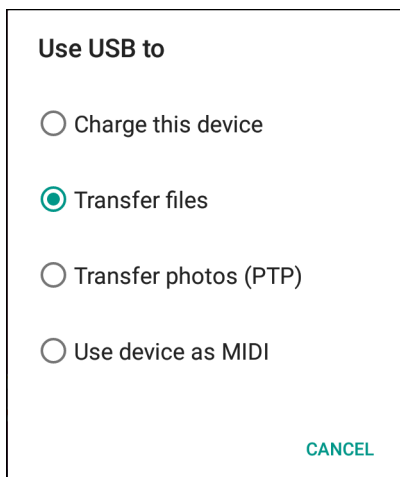 Use USB to
Charge this device
Transfer files
Transfer photos (PTP)
Use device as MIDI
CANCEL